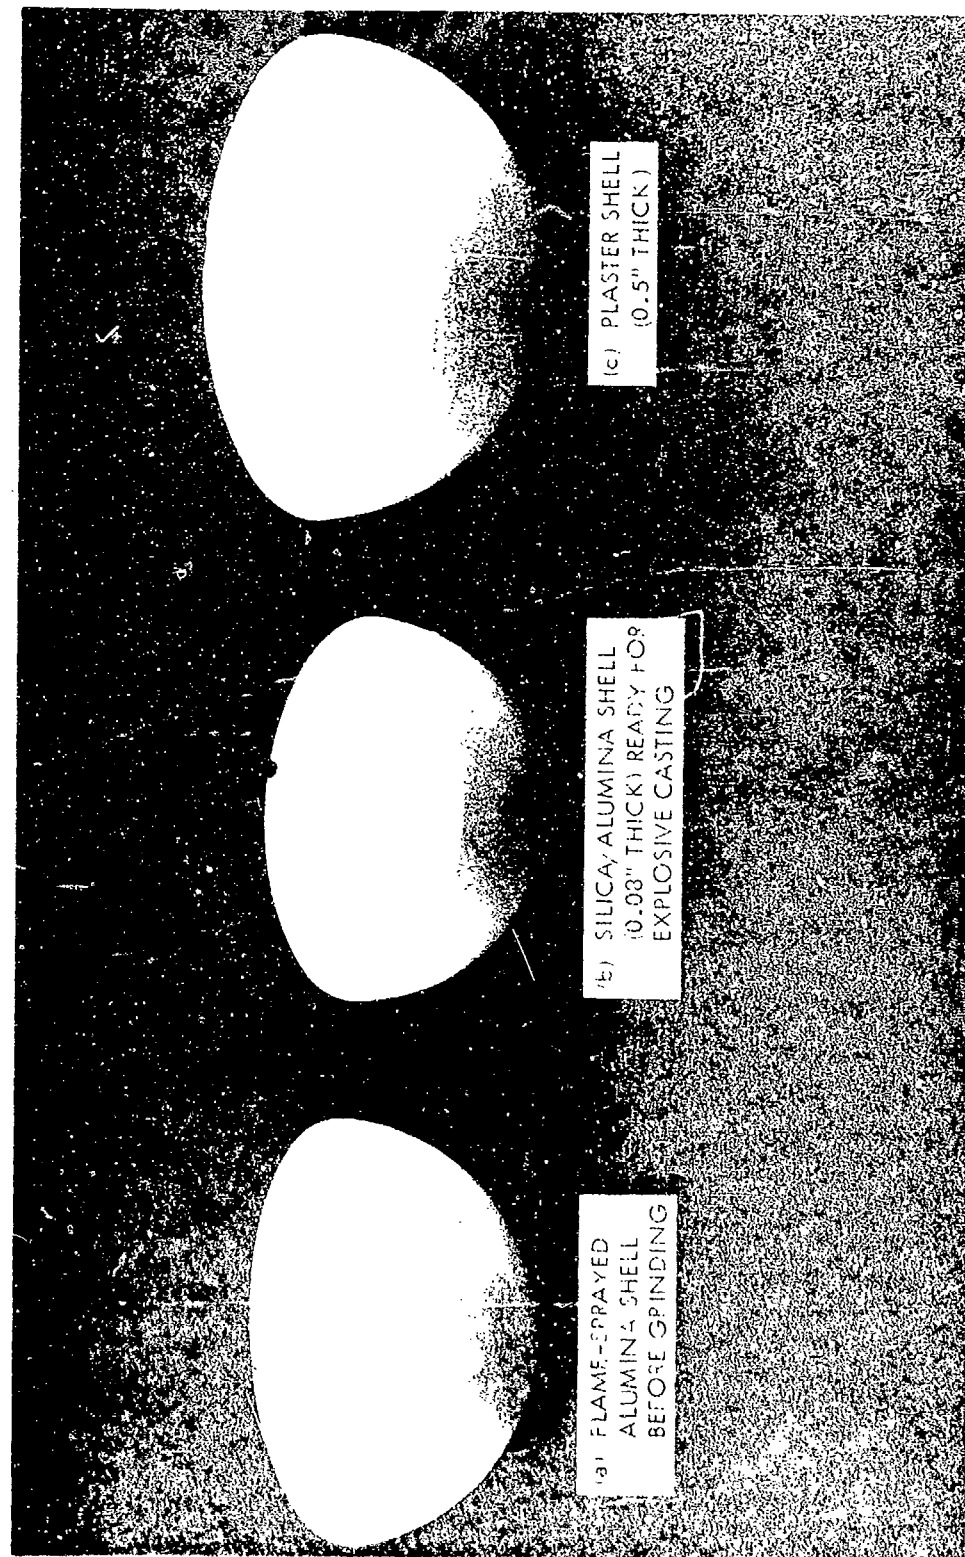 (a) FLAME-SPRAYED
ALUMINA SHELL
BEFORE GRINDING
(b) SILICA/ALUMINA SHELL
(0.08" THICK) READY FOR
EXPLOSIVE CASTING
(c) PLASTER SHELL
(0.5" THICK)